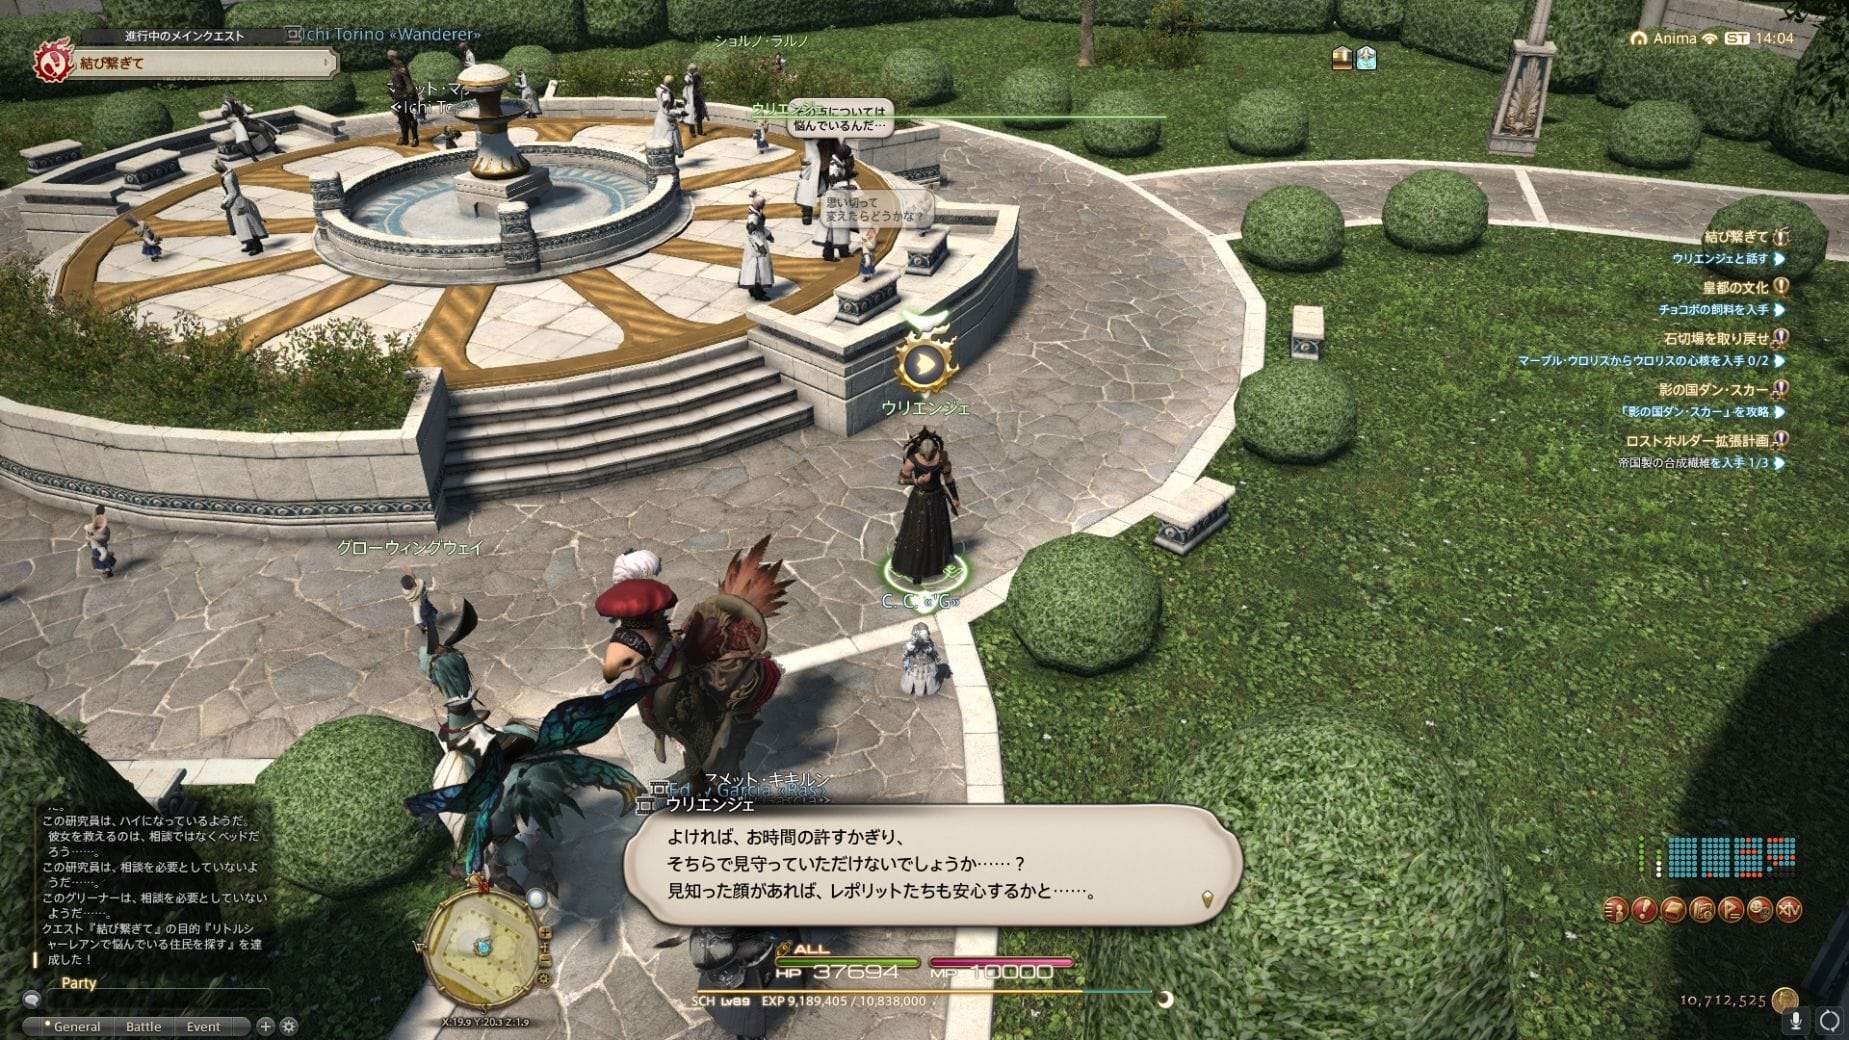 進行中のメインクエスト
結び繋ぎて
Ichi Torino «Wanderer»
ショルノ・ラルノ
Anima
ST 14:04
ウリエンジェ
については
悩んでいるんだ…
思い切って
変えたらどうかな?
結び繋ぎて
ウリエンジェと話す
皇都の文化
チョコボの飼料を入手
石切場を取り戻せ
マーブル・ウロリスからウロリスの心核を入手 0/2
影の国ダン・スカー
「影の国ダン・スカー」を攻略
ロストホルダー拡張計画
帝国製の合成繊維を入手 1/3
ウリエンジェ
グローウィングウェイ
C. C. «'G»
アメット・キキルン
Garcia «Ras»
ウリエンジェ
よければ、お時間の許すかぎり、
そちらで見守っていただけないでしょうか……?
見知った顔があれば、レポリットたちも安心するかと……。
た。
この研究員は、ハイになっているようだ。
彼女を救えるのは、相談ではなくベッドだ
ろう……。
この研究員は、相談を必要としていないよ
うだ……。
このグリーナーは、相談を必要としていない
ようだ……。
クエスト『結び繋ぎて』の目的『リトルシ
ャーレアンで悩んでいる住民を探す』を達
成した!
Party
General Battle Event
X:19.9 Y:20.3 Z:1.9
ALL
HP 37694 MP 10000
SCH Lv89 EXP 9,189,405 / 10,838,000
10,712,525